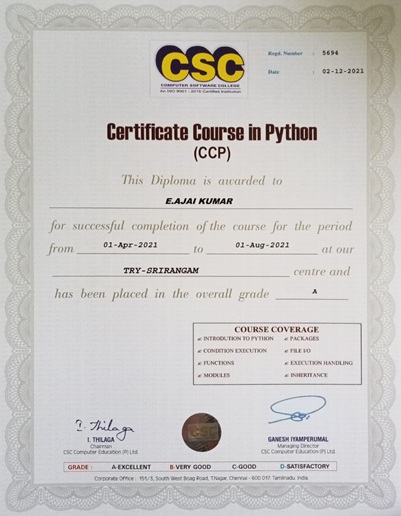 Regd. Number : 5694
Date : 02-12-2021
CSC
COMPUTER SOFTWARE COLLEGE
An ISO 9001 : 2015 Certified Institution
Certificate Course in Python
(CCP)
This Diploma is awarded to
E.AJAI KUMAR
for successful completion of the course for the period
from 01-Apr-2021 to 01-Aug-2021 at our
TRY-SRIRANGAM centre and
has been placed in the overall grade A
COURSE COVERAGE
INTRODUCTION TO PYTHON
CONDITION EXECUTION
FUNCTIONS
MODULES
PACKAGES
FILE I/O
EXECUTION HANDLING
INHERITANCE
I. Thilaga
I. THILAGA
Chairman
CSC Computer Education (P) Ltd.
GANESH IYAMPERUMAL
Managing Director
CSC Computer Education (P) Ltd.
GRADE : A-EXCELLENT B-VERY GOOD C-GOOD D-SATISFACTORY
Corporate Office : 151/3, South West Boag Road, T.Nagar, Chennai - 600 017. Tamilnadu. India.